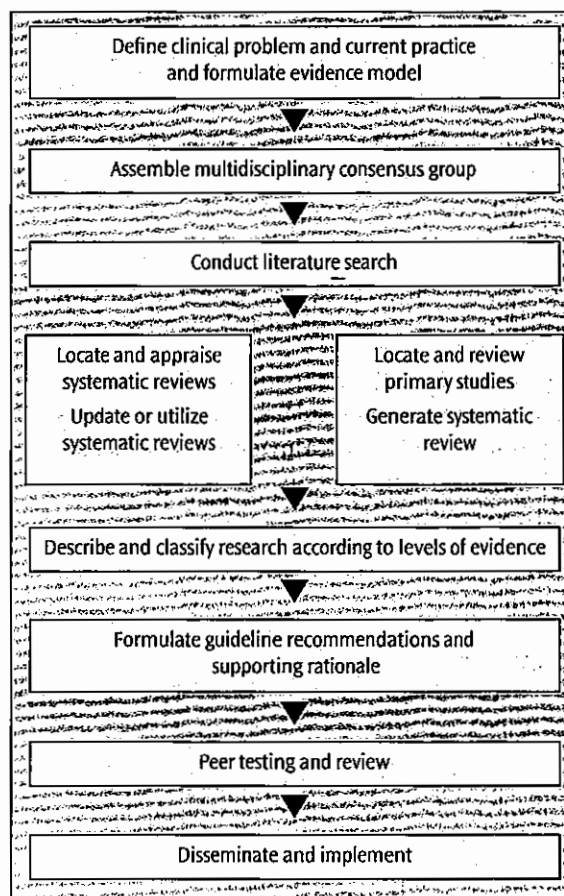 Define clinical problem and current practice
and formulate evidence model
Assemble multidisciplinary consensus group
Conduct literature search
Locate and appraise
systematic reviews
Update or utilize
systematic reviews
Locate and review
primary studies
Generate systematic
review
Describe and classify research according to levels of evidence
Formulate guideline recommendations and
supporting rationale
Peer testing and review
Disseminate and implement